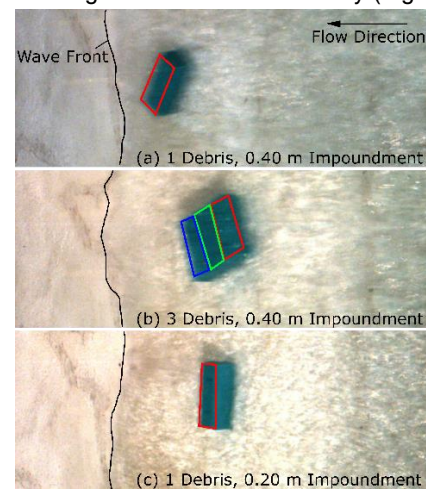 Flow Direction
Wave Front
(a) 1 Debris, 0.40 m Impoundment
(b) 3 Debris, 0.40 m Impoundment
(c) 1 Debris, 0.20 m Impoundment